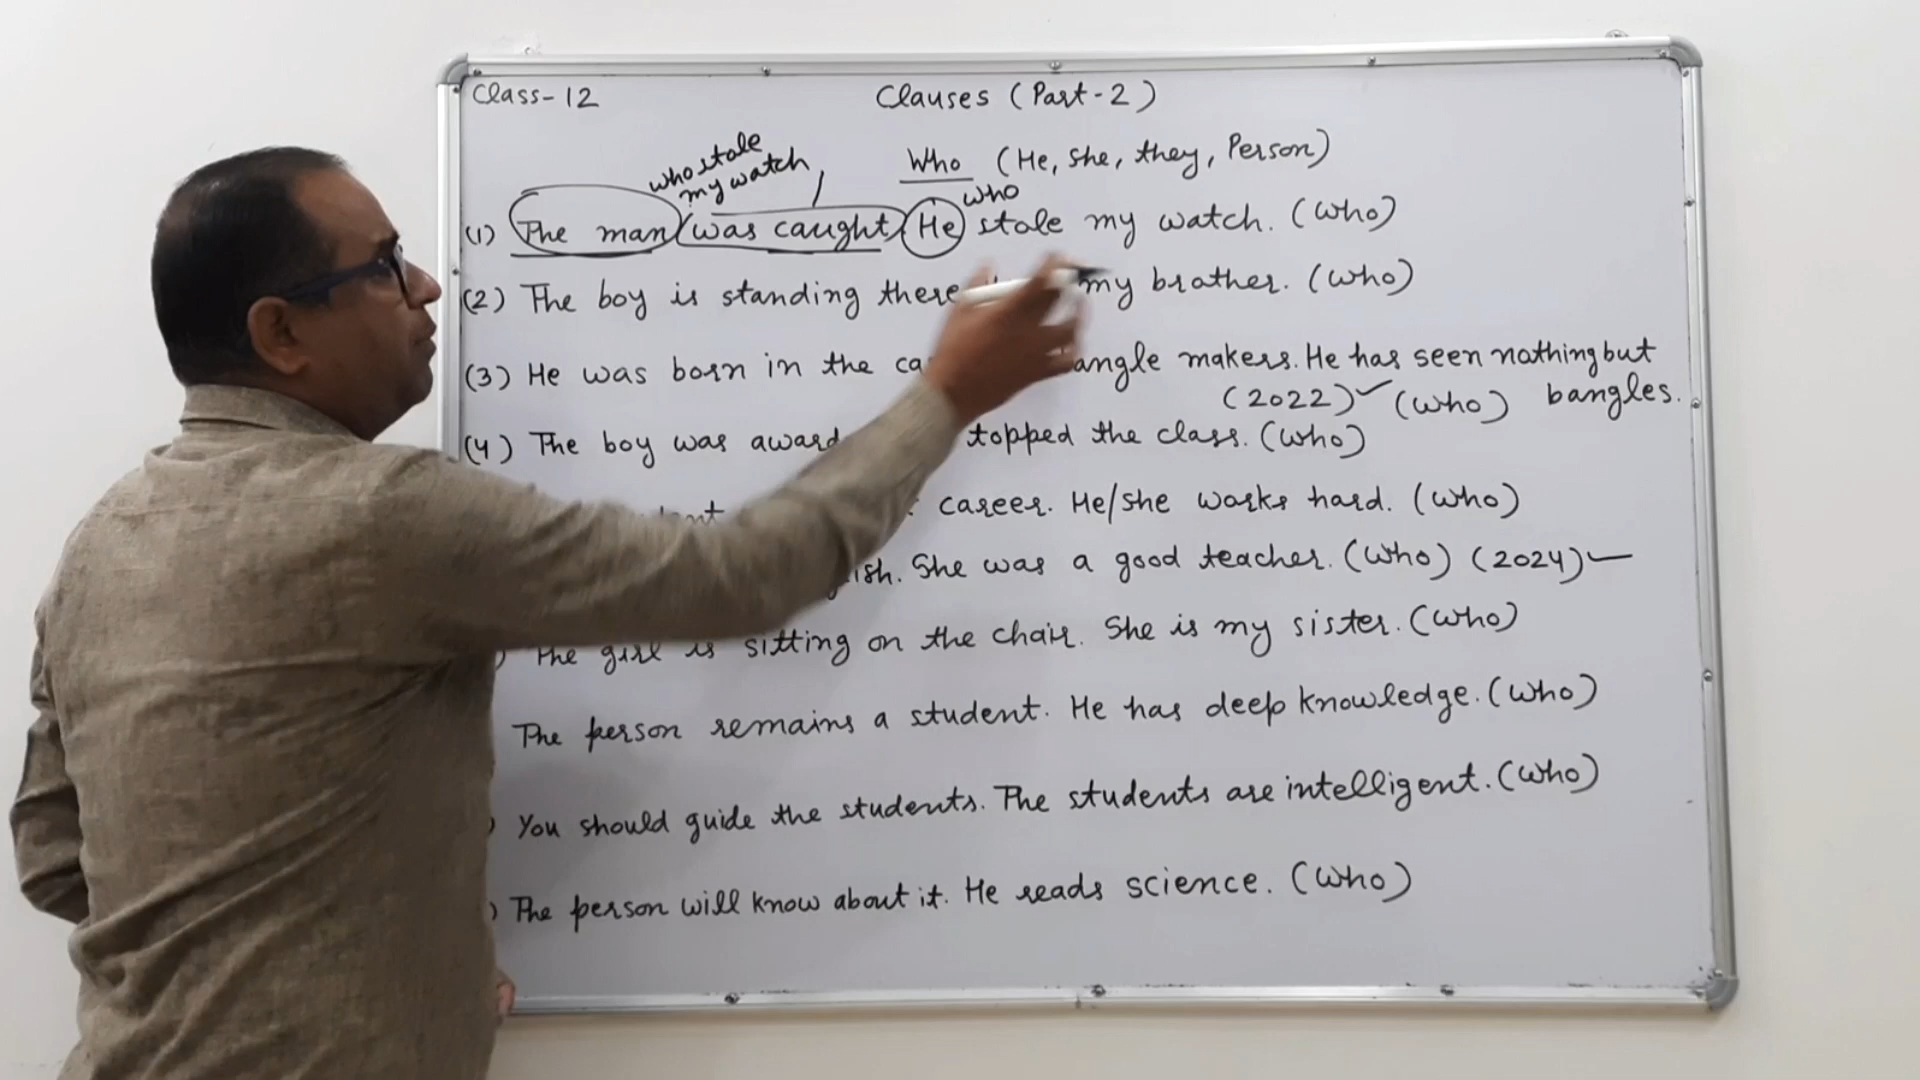 Class-12
Clauses (Part-2)
Who (He, She, they, Person)
who stole
my watch
who
(1) The man was caught He stole my watch. (Who)
(2) The boy is standing there my brother. (Who)
(3) He was born in the angle makers. He has seen nothing but
(2022) ✓ (Who) bangles.
(4) The boy was award topped the class. (Who)
career. He/She works hard. (Who)
ish. She was a good teacher. (Who) (2024)
The girl is sitting on the chair. She is my sister. (Who)
The person remains a student. He has deep knowledge. (Who)
) You should guide the students. The students are intelligent. (Who)
) The person will know about it. He reads science. (Who)